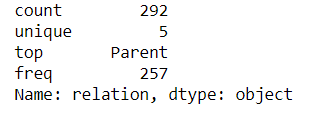 count 292
unique 5
top Parent
freq 257
Name: relation, dtype: object